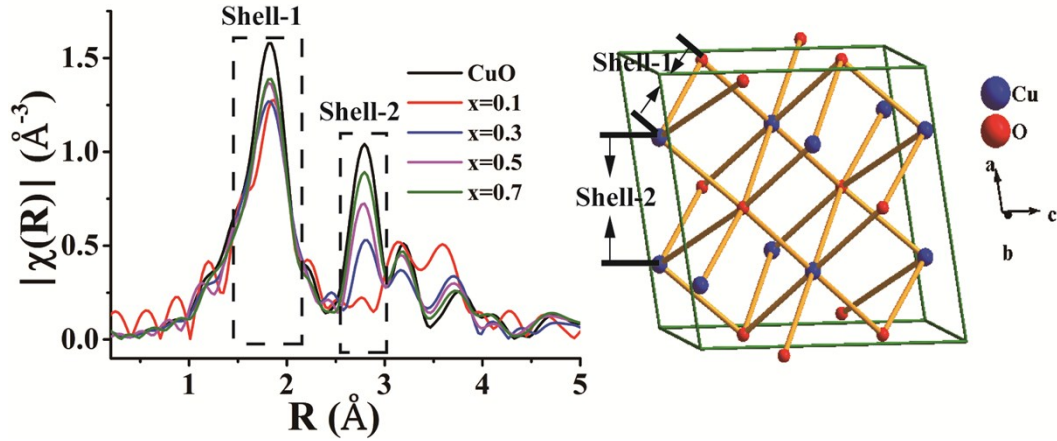 Shell-1
1.5
1.0
0.5
0.0
|χ(R)| (Å⁻³)
Shell-2
CuO
x=0.1
x=0.3
x=0.5
x=0.7
1
2
3
4
5
R (Å)
Shell-1
Shell-2
Cu
O
a
c
b